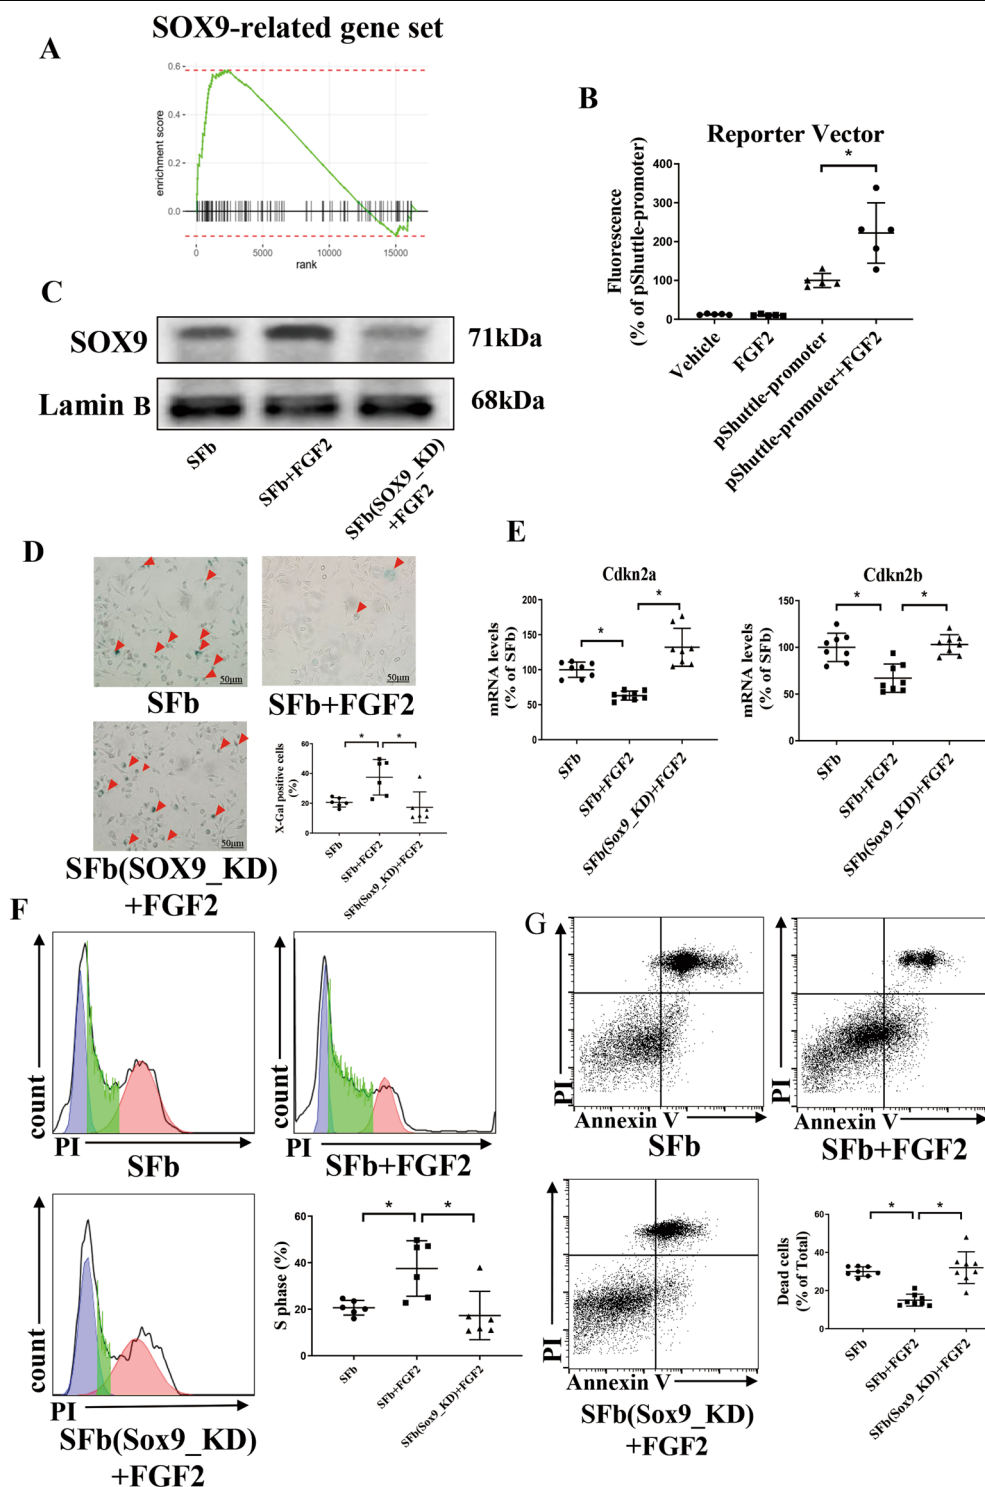 SOX9-related gene set
A
0.6
0.4
0.2
0.0
enrichment score
0
5000
10000
15000
rank
B
Reporter Vector
Fluorescence
(% of pShuttle-promoter)
400
300
200
100
0
*
Vehicle
FGF2
pShuttle-promoter
pShuttle-promoter+FGF2
C
SOX9
71kDa
Lamin B
68kDa
SFb
SFb+FGF2
SFb(SOX9_KD)
+FGF2
D
50μm
SFb
50μm
SFb+FGF2
50μm
SFb(SOX9_KD)
+FGF2
X-Gal positive cells
(%)
60
40
20
0
*
*
SFb
SFb+FGF2
SFb(Sox9_KD)+FGF2
E
Cdkn2a
mRNA levels
(% of SFb)
200
150
100
50
0
*
*
SFb
SFb+FGF2
SFb(Sox9_KD)+FGF2
Cdkn2b
mRNA levels
(% of SFb)
150
100
50
0
*
*
SFb
SFb+FGF2
SFb(Sox9_KD)+FGF2
F
count
PI
SFb
count
PI
SFb+FGF2
count
PI
SFb(Sox9_KD)
+FGF2
S phase (%)
60
40
20
0
*
*
SFb
SFb+FGF2
SFb(Sox9_KD)+FGF2
G
PI
Annexin V
SFb
PI
Annexin V
SFb+FGF2
PI
Annexin V
SFb(Sox9_KD)
+FGF2
Dead cells
(% of Total)
60
40
20
0
*
*
SFb
SFb+FGF2
SFb(Sox9_KD)+FGF2